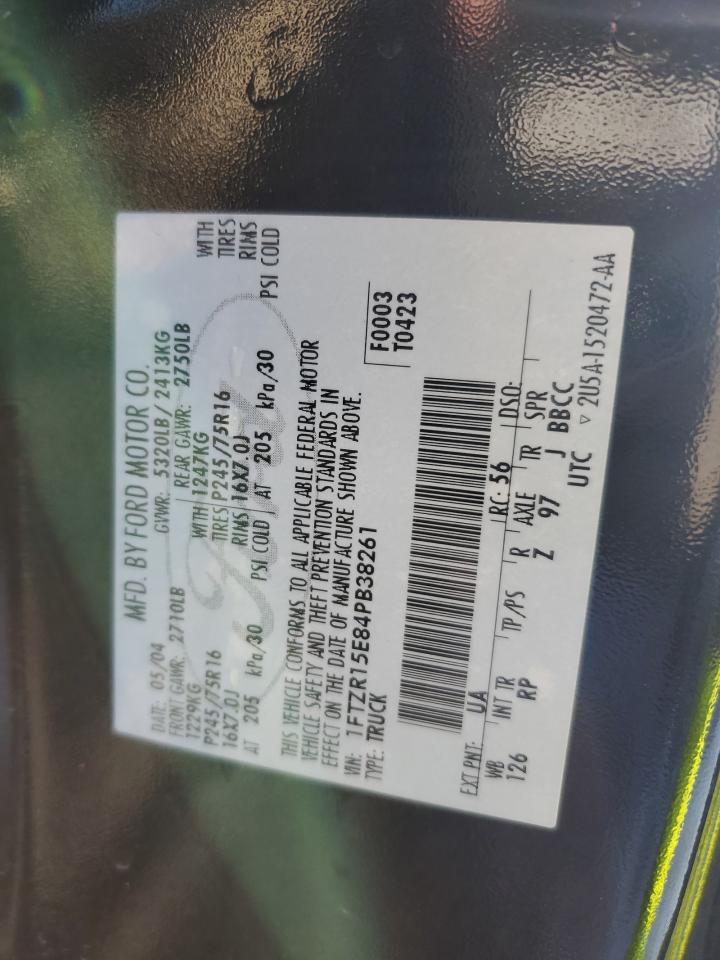 MFD. BY FORD MOTOR CO.
DATE: 05/04 GVWR: 5320LB/ 2413KG
FRONT GAWR: 2710LB REAR GAWR: 2750LB
1229KG WITH 1247KG WITH
P245/75R16 TIRES P245/75R16 TIRES
16X7.0J RIMS 16X7.0J RIMS
AT 205 kPa/30 PSI COLD AT 205 kPa/30 PSI COLD
THIS VEHICLE CONFORMS TO ALL APPLICABLE FEDERAL MOTOR
VEHICLE SAFETY AND THEFT PREVENTION STANDARDS IN
EFFECT ON THE DATE OF MANUFACTURE SHOWN ABOVE.
VIN: 1FTZR15E84PB38261 F0003
TYPE: TRUCK T0423
EXT PNT: UA RC: 56 DSO:
WB INT TR TP/PS R AXLE TR SPR
126 RP Z 97 J BBCC
UTC ▽ 2U5A-1520472-AA